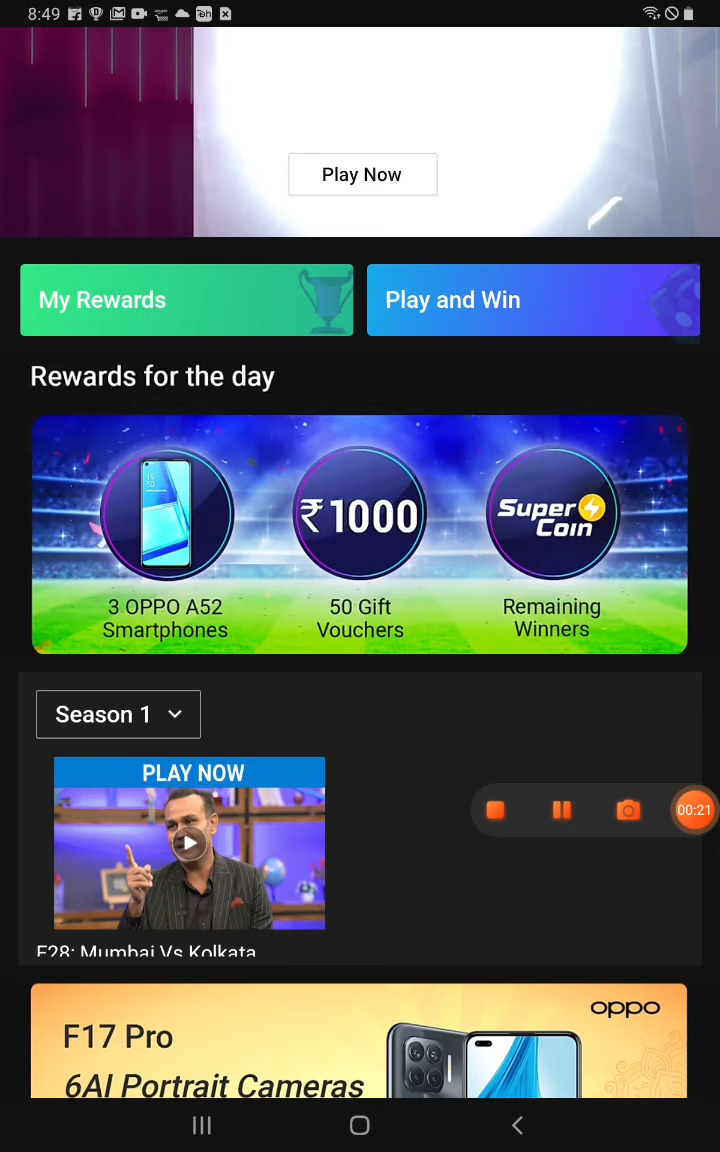 8:49
Play Now
My Rewards
Play and Win
Rewards for the day
₹1000
Super
Coin
3 OPPO A52
Smartphones
50 Gift
Vouchers
Remaining
Winners
Season 1
PLAY NOW
00:21
E28: Mumbai Vs Kolkata
oppo
F17 Pro
6AI Portrait Cameras